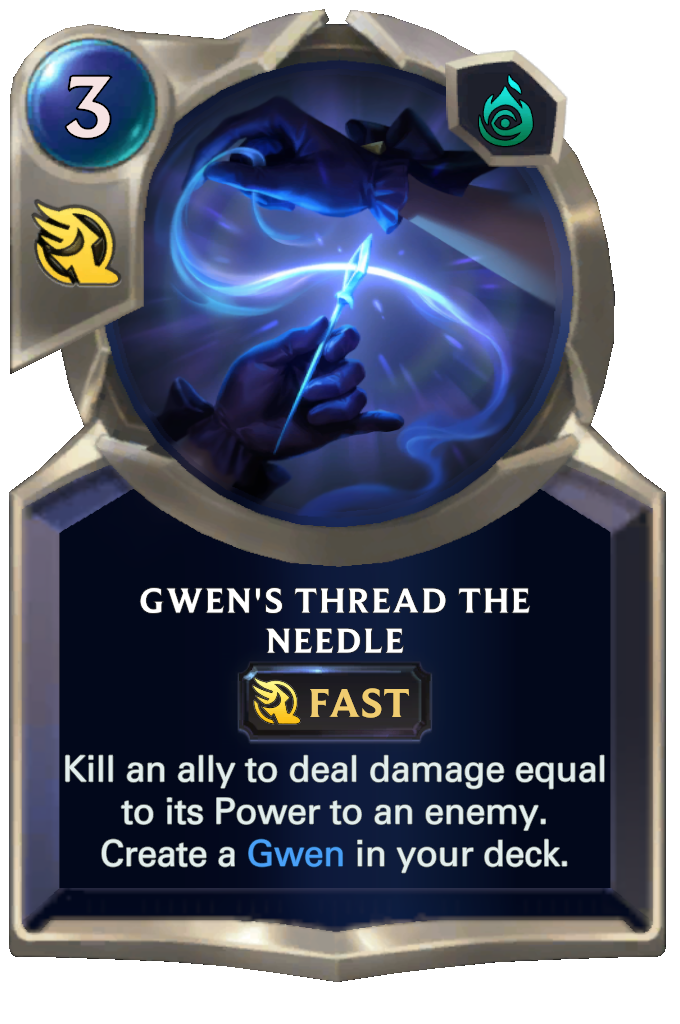 3
GWEN'S THREAD THE
NEEDLE
FAST
Kill an ally to deal damage equal
to its Power to an enemy.
Create a Gwen in your deck.